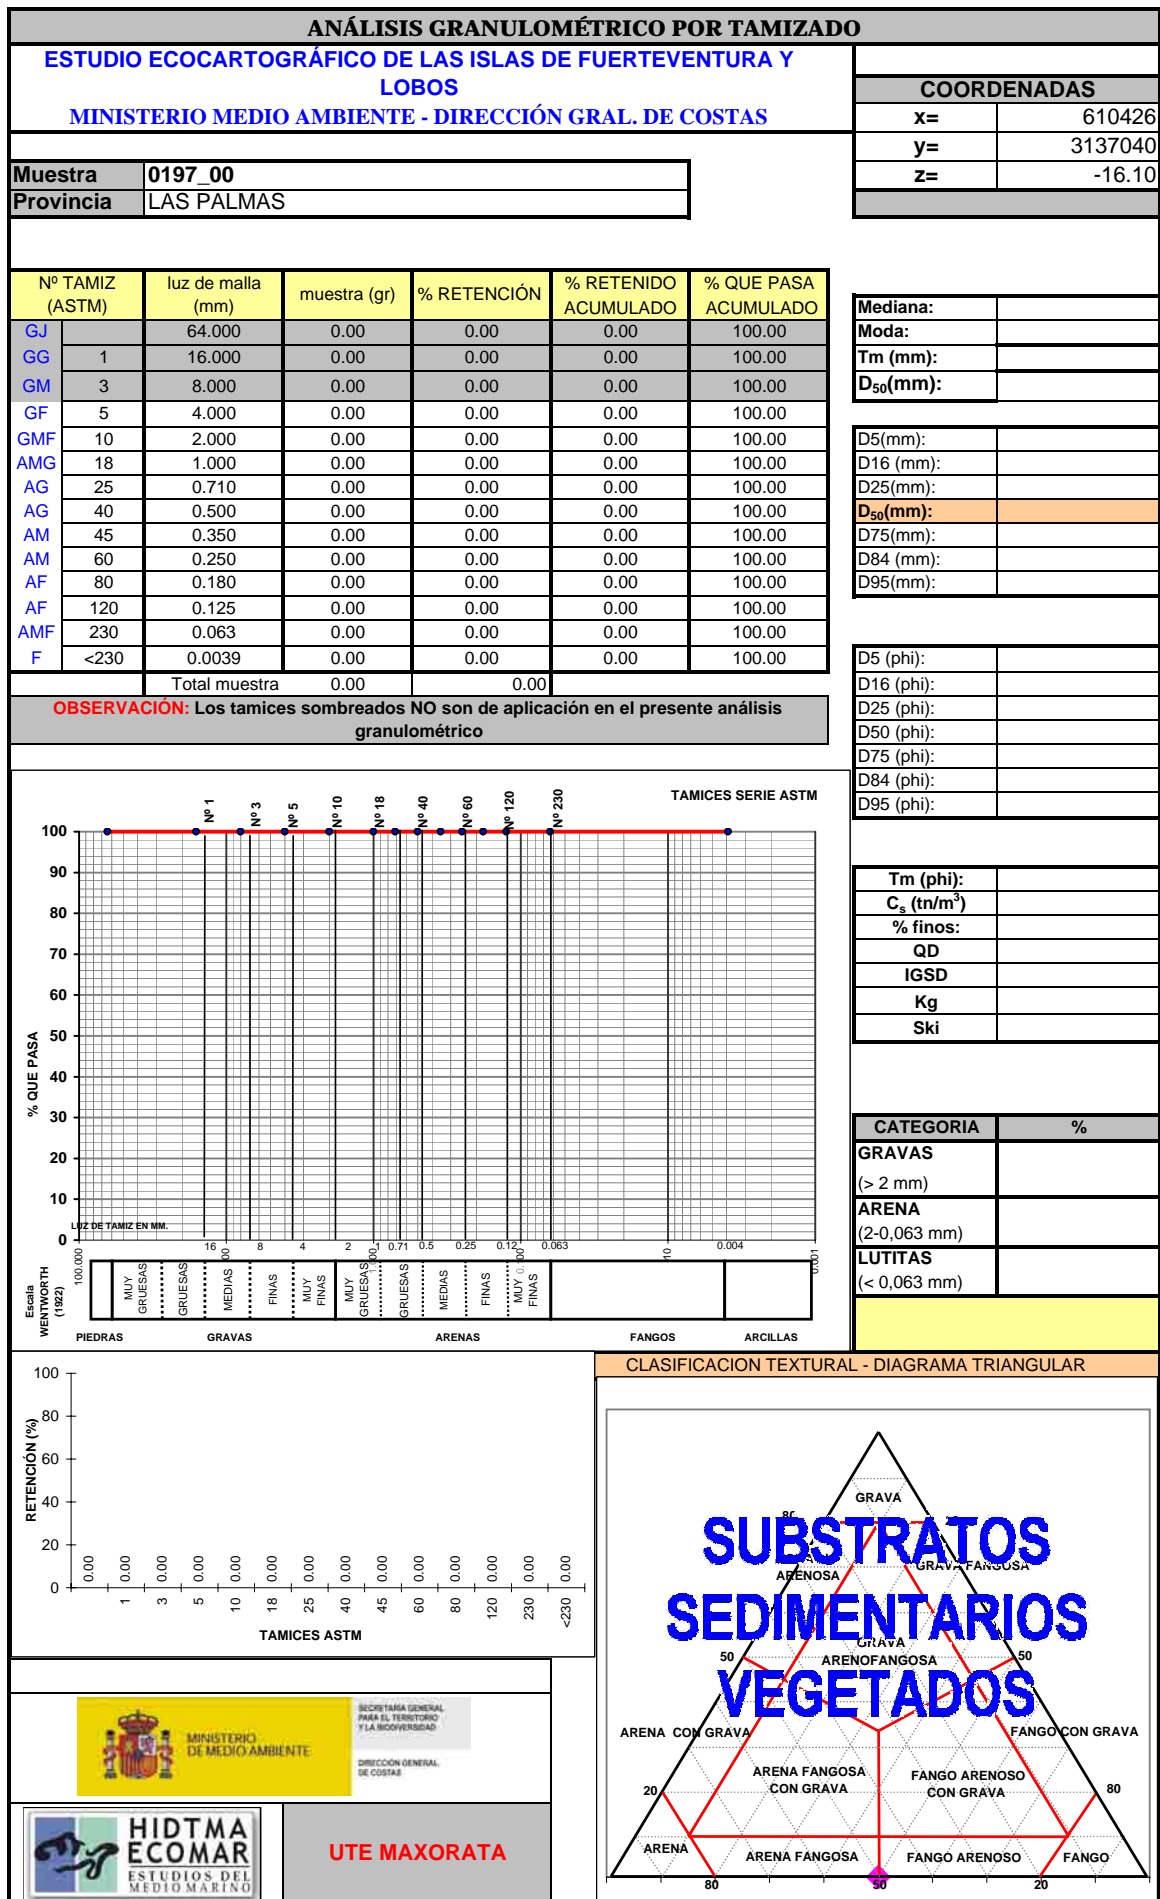 ANÁLISIS GRANULOMÉTRICO POR TAMIZADO
ESTUDIO ECOCARTOGRÁFICO DE LAS ISLAS DE FUERTEVENTURA Y
LOBOS
MINISTERIO MEDIO AMBIENTE - DIRECCIÓN GRAL. DE COSTAS
COORDENADAS
x= 610426
y= 3137040
z= -16.10
Muestra 0197_00
Provincia LAS PALMAS
Nº TAMIZ (ASTM) luz de malla (mm) muestra (gr) % RETENCIÓN % RETENIDO ACUMULADO % QUE PASA ACUMULADO
GJ 64.000 0.00 0.00 0.00 100.00
GG 1 16.000 0.00 0.00 0.00 100.00
GM 3 8.000 0.00 0.00 0.00 100.00
GF 5 4.000 0.00 0.00 0.00 100.00
GMF 10 2.000 0.00 0.00 0.00 100.00
AMG 18 1.000 0.00 0.00 0.00 100.00
AG 25 0.710 0.00 0.00 0.00 100.00
AG 40 0.500 0.00 0.00 0.00 100.00
AM 45 0.350 0.00 0.00 0.00 100.00
AM 60 0.250 0.00 0.00 0.00 100.00
AF 80 0.180 0.00 0.00 0.00 100.00
AF 120 0.125 0.00 0.00 0.00 100.00
AMF 230 0.063 0.00 0.00 0.00 100.00
F <230 0.0039 0.00 0.00 0.00 100.00
Total muestra 0.00 0.00
OBSERVACIÓN: Los tamices sombreados NO son de aplicación en el presente análisis
granulométrico
Mediana:
Moda:
Tm (mm):
D50(mm):
D5(mm):
D16 (mm):
D25(mm):
D50(mm):
D75(mm):
D84 (mm):
D95(mm):
D5 (phi):
D16 (phi):
D25 (phi):
D50 (phi):
D75 (phi):
D84 (phi):
D95 (phi):
Tm (phi):
Cs (tn/m3)
% finos:
QD
IGSD
Kg
Ski
CATEGORIA %
GRAVAS
(> 2 mm)
ARENA
(2-0,063 mm)
LUTITAS
(< 0,063 mm)
TAMICES SERIE ASTM
Nº 1 Nº 3 Nº 5 Nº 10 Nº 18 Nº 40 Nº 60 Nº 120 Nº 230
% QUE PASA
100
90
80
70
60
50
40
30
20
10
0
LUZ DE TAMIZ EN MM.
16 8 4 2 1 0.71 0.5 0.25 0.12 0.063 0.004
100.000
Escala WENTWORTH (1922)
MUY GRUESAS GRUESAS MEDIAS FINAS MUY FINAS MUY GRUESAS GRUESAS MEDIAS FINAS MUY FINAS
PIEDRAS GRAVAS ARENAS FANGOS ARCILLAS
RETENCIÓN (%)
100
80
60
40
20
0
0.00 0.00 0.00 0.00 0.00 0.00 0.00 0.00 0.00 0.00 0.00 0.00 0.00 0.00
1 3 5 10 18 25 40 45 60 80 120 230 <230
TAMICES ASTM
CLASIFICACION TEXTURAL - DIAGRAMA TRIANGULAR
GRAVA
SUBSTRATOS
ARENOSA GRAVA FANGOSA
SEDIMENTARIOS
GRAVA
ARENOFANGOSA
50 50
VEGETADOS
ARENA CON GRAVA FANGO CON GRAVA
ARENA FANGOSA CON GRAVA
FANGO ARENOSO CON GRAVA
20 80
ARENA ARENA FANGOSA FANGO ARENOSO FANGO
80 50 20
MINISTERIO
DE MEDIO AMBIENTE
SECRETARÍA GENERAL
PARA EL TERRITORIO
Y LA BIODIVERSIDAD
DIRECCIÓN GENERAL
DE COSTAS
HIDTMA
ECOMAR
ESTUDIOS DEL
MEDIO MARINO
UTE MAXORATA